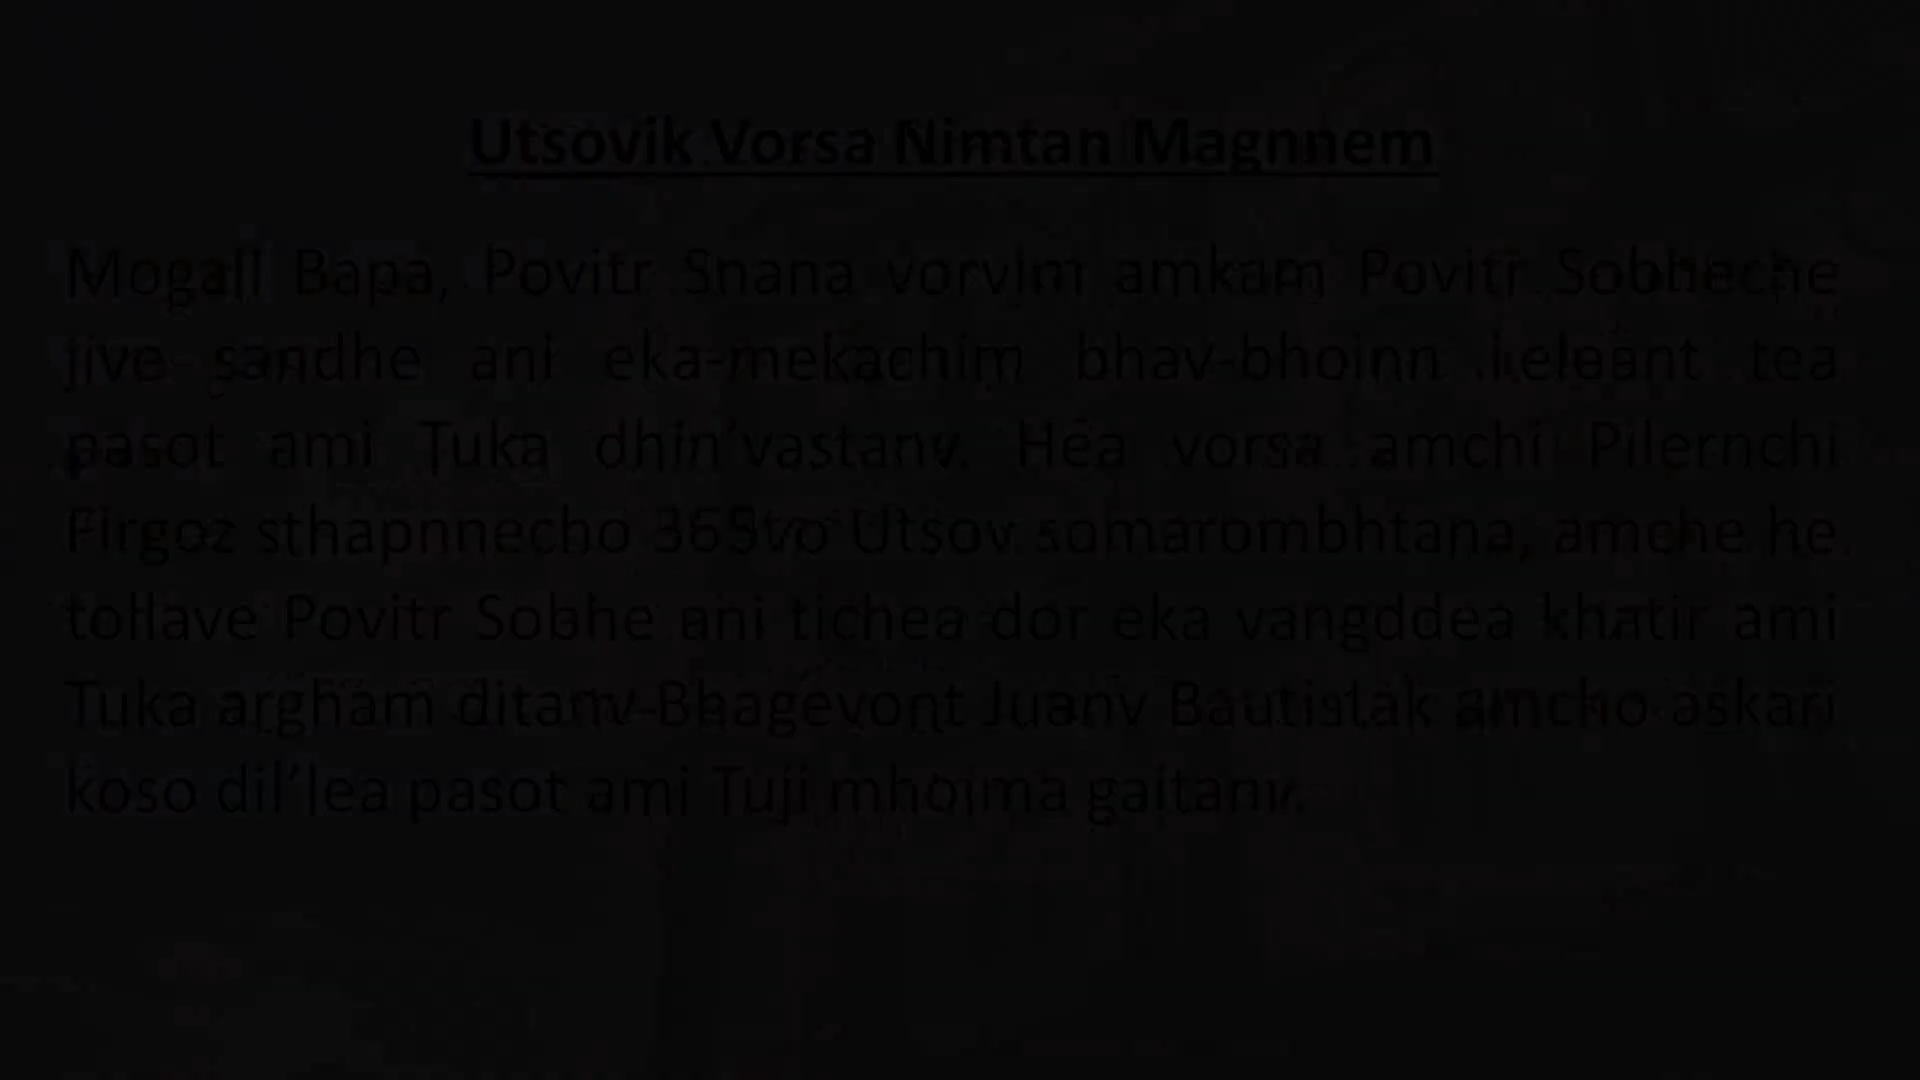 Utsovik Vorsa Nimtan Magnnem
Mogall Bapa, Povitr Snana vorvim amkam Povitr Sobheche
jive sandhe ani eka-mekachim bhav-bhoinn keleant tea
pasot ami Tuka dhin'vastanv. Hea vorsa amchi Pilernchi
Firgoz sthapnnecho 365vo Utsov somarombhtana, amche he
tollave Povitr Sobhe ani tichea dor eka vangddea khatir ami
Tuka argham ditanv-Bhagevont Juanv Bautistak amcho askari
koso dil'lea pasot ami Tuji mhoima gaitanv.